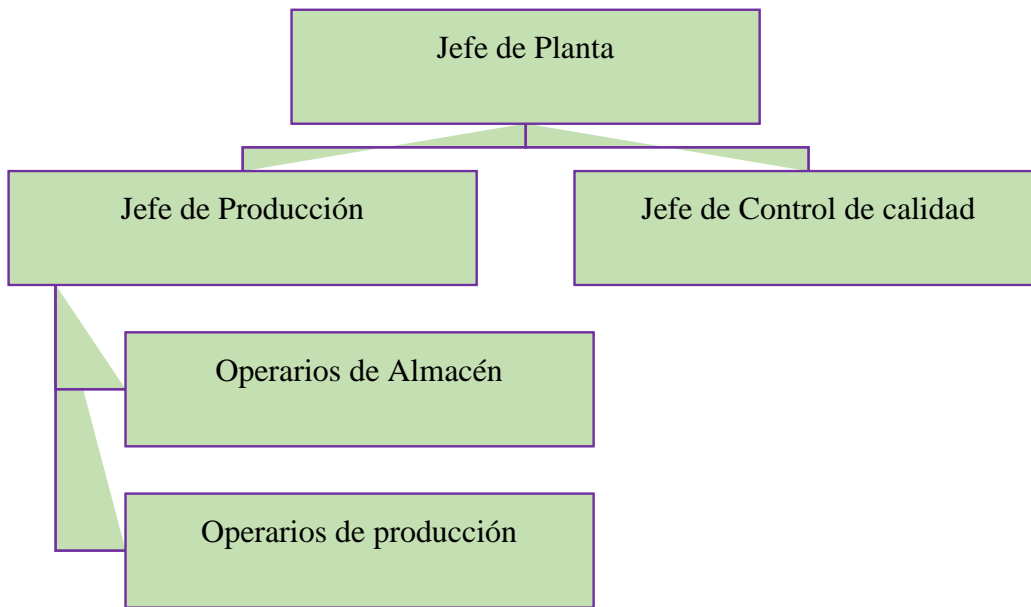 Jefe de Planta
Jefe de Producción
Jefe de Control de calidad
Operarios de Almacén
Operarios de producción